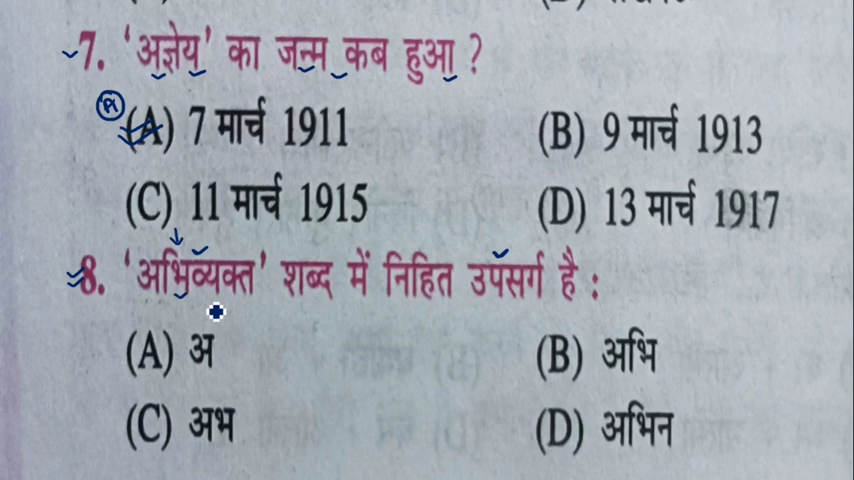 7. 'अज्ञेय' का जन्म कब हुआ ?
(A)
(A) 7 मार्च 1911 (B) 9 मार्च 1913
(C) 11 मार्च 1915 (D) 13 मार्च 1917
8. 'अभिव्यक्त' शब्द में निहित उपसर्ग है :
(A) अ (B) अभि
(C) अभ (D) अभिन